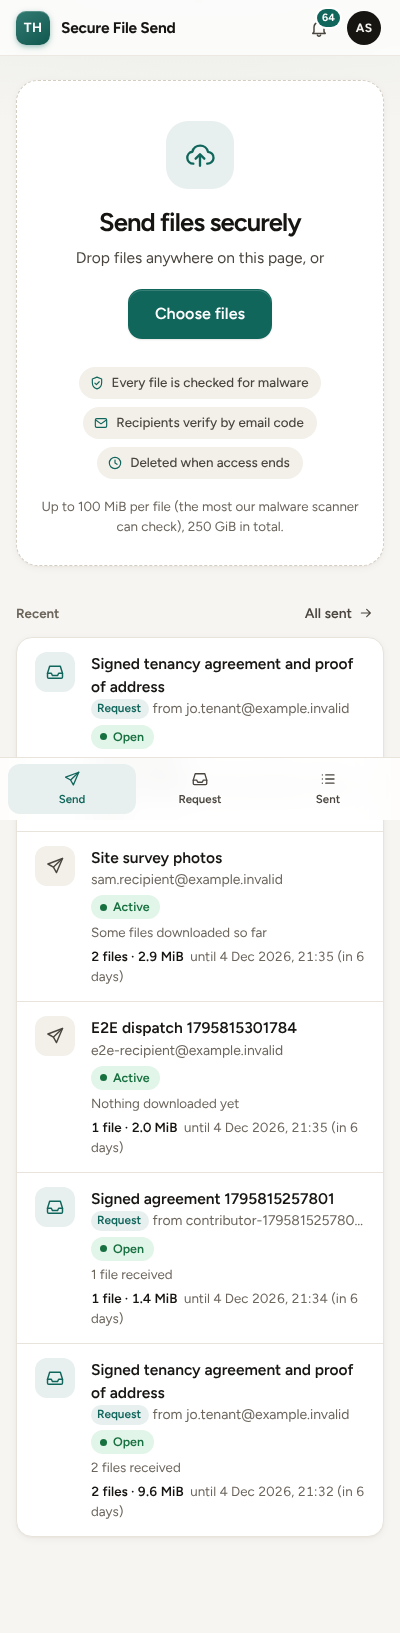 TH
Secure File Send
64
AS
Send files securely
Drop files anywhere on this page, or
Choose files
Every file is checked for malware
Recipients verify by email code
Deleted when access ends
Up to 100 MiB per file (the most our malware scanner
can check), 250 GiB in total.
Recent
All sent
Signed tenancy agreement and proof
of address
Request from jo.tenant@example.invalid
Open
Send
Request
Sent
Site survey photos
sam.recipient@example.invalid
Active
Some files downloaded so far
2 files · 2.9 MiB until 4 Dec 2026, 21:35 (in 6
days)
E2E dispatch 1795815301784
e2e-recipient@example.invalid
Active
Nothing downloaded yet
1 file · 2.0 MiB until 4 Dec 2026, 21:35 (in 6
days)
Signed agreement 1795815257801
Request from contributor-179581525780...
Open
1 file received
1 file · 1.4 MiB until 4 Dec 2026, 21:34 (in 6
days)
Signed tenancy agreement and proof
of address
Request from jo.tenant@example.invalid
Open
2 files received
2 files · 9.6 MiB until 4 Dec 2026, 21:32 (in 6
days)